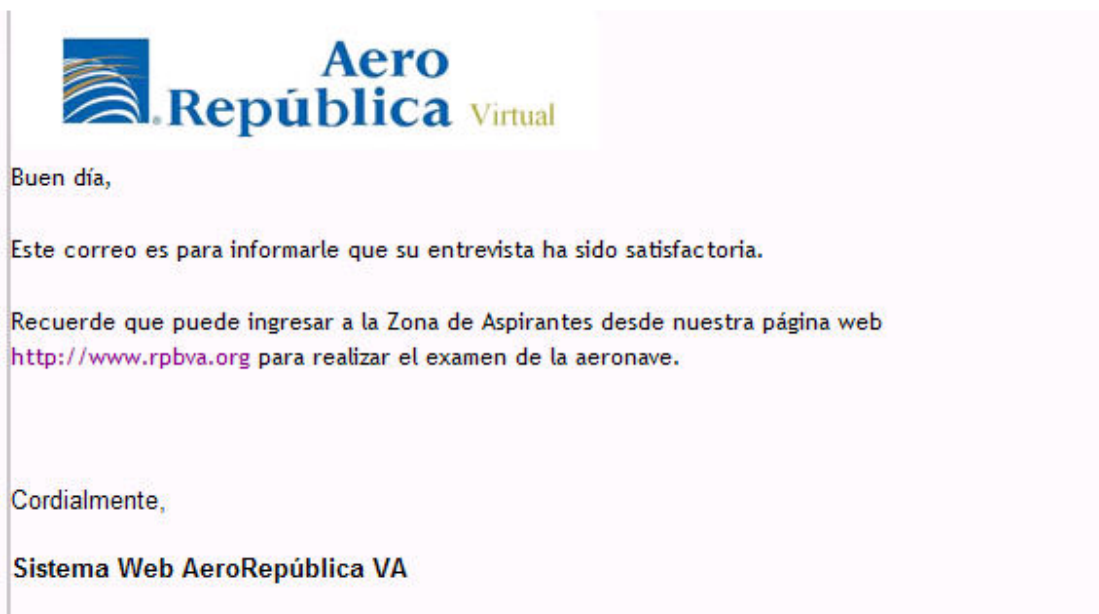 Aero
República Virtual
Buen día,
Este correo es para informarle que su entrevista ha sido satisfactoria.
Recuerde que puede ingresar a la Zona de Aspirantes desde nuestra página web
http://www.rpbva.org para realizar el examen de la aeronave.
Cordialmente,
Sistema Web AeroRepública VA